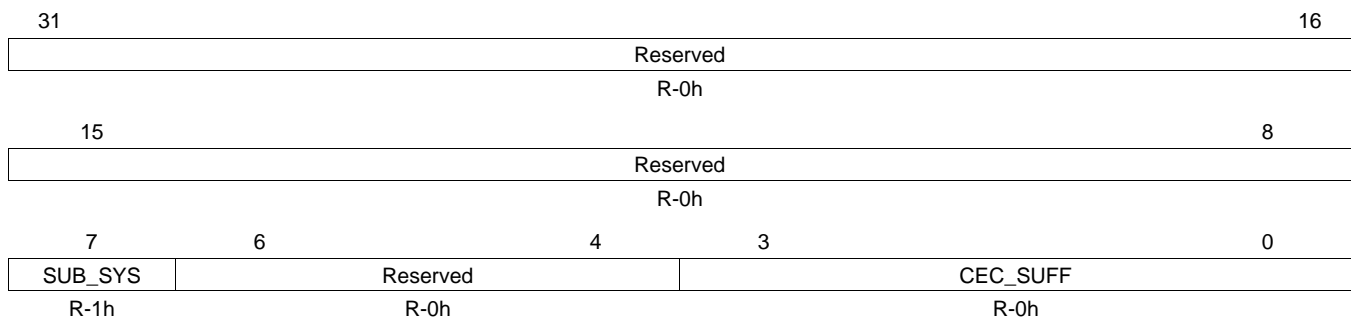 31 16
Reserved
R-0h
15 8
Reserved
R-0h
7 6 4 3 0
SUB_SYS Reserved CEC_SUFF
R-1h R-0h R-0h